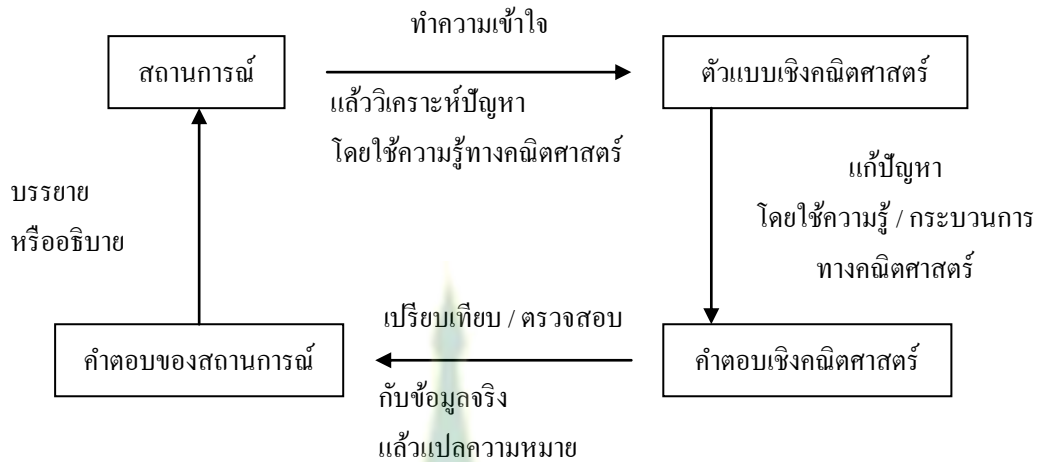 ทำความเข้าใจ
สถานการณ์
ตัวแบบเชิงคณิตศาสตร์
แล้ววิเคราะห์ปัญหา
โดยใช้ความรู้ทางคณิตศาสตร์
แก้ปัญหา
โดยใช้ความรู้ / กระบวนการ
ทางคณิตศาสตร์
บรรยาย
หรืออธิบาย
เปรียบเทียบ / ตรวจสอบ
คำตอบของสถานการณ์
คำตอบเชิงคณิตศาสตร์
กับข้อมูลจริง
แล้วแปลความหมาย